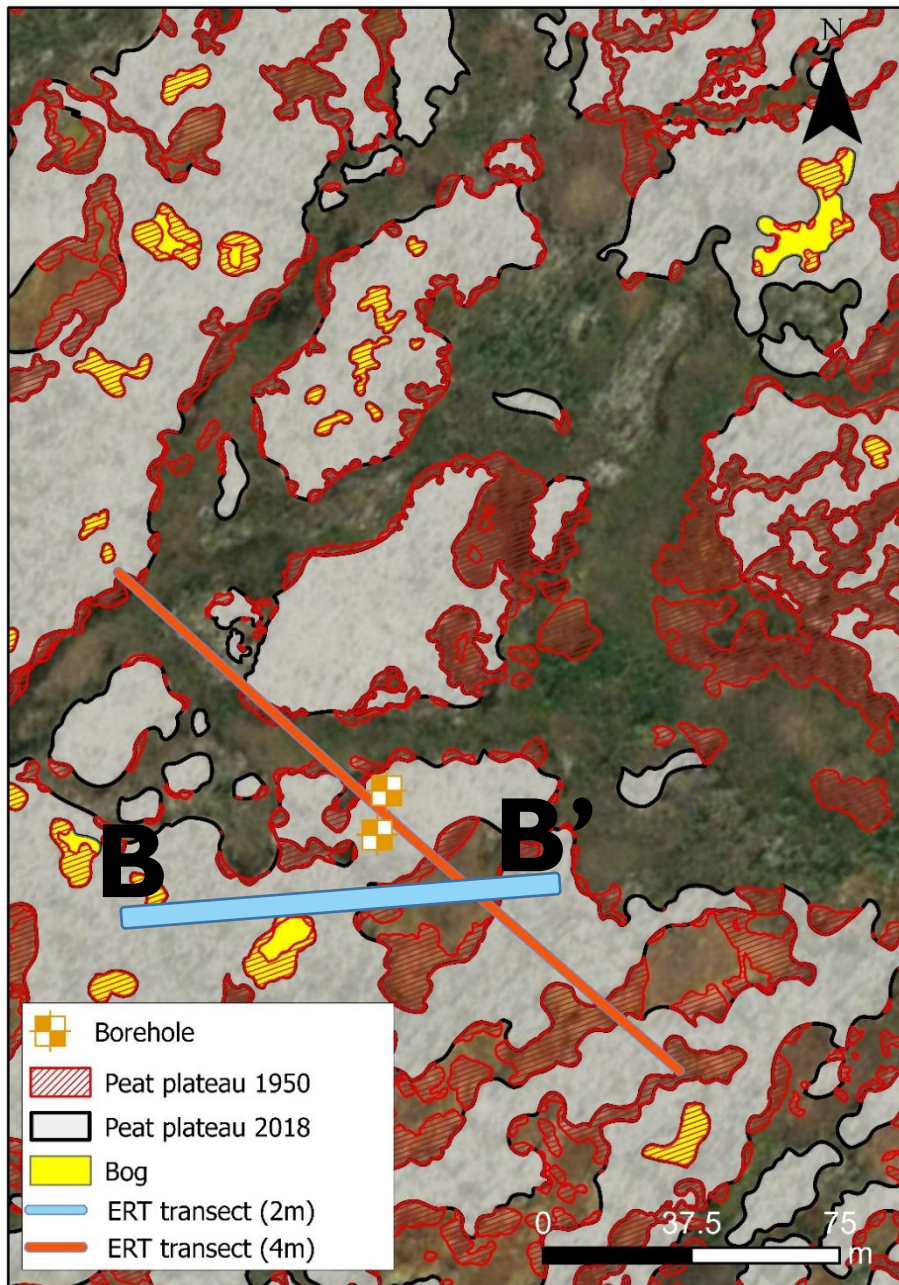 N
B
B’
Borehole
Peat plateau 1950
Peat plateau 2018
Bog
ERT transect (2m)
ERT transect (4m)
0 37.5 75
m